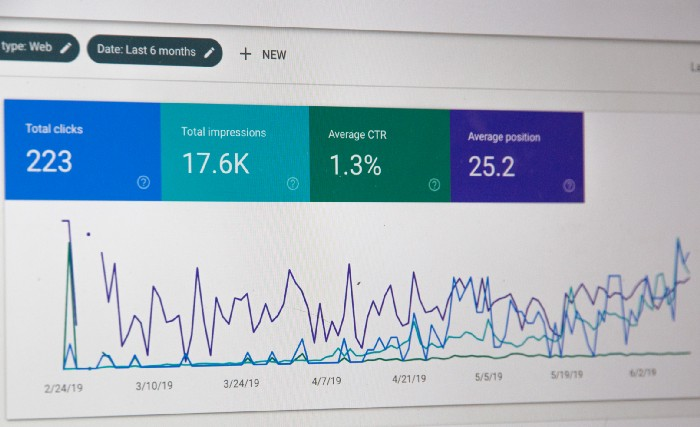 type: Web
Date: Last 6 months
+ NEW
La
Total clicks
223
Total impressions
17.6K
Average CTR
1.3%
Average position
25.2
2/24/19
3/10/19
3/24/19
4/7/19
4/21/19
5/5/19
5/19/19
6/2/19